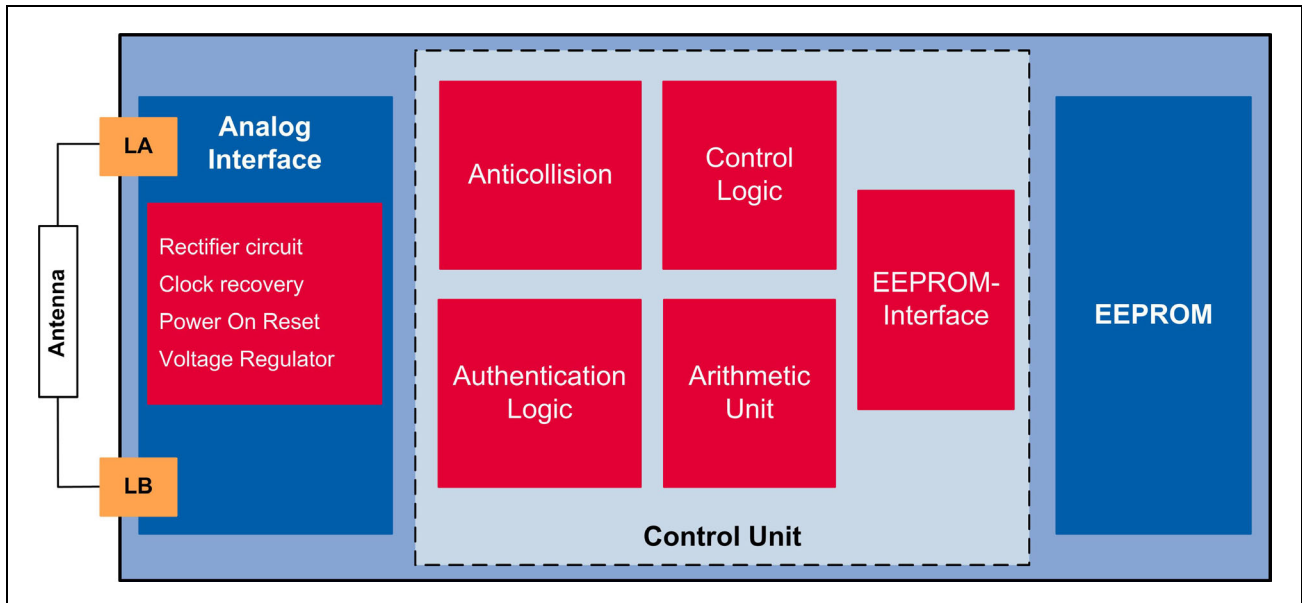 Antenna
LA
LB
Analog
Interface
Rectifier circuit
Clock recovery
Power On Reset
Voltage Regulator
Anticollision
Control
Logic
Authentication
Logic
Arithmetic
Unit
EEPROM-
Interface
Control Unit
EEPROM